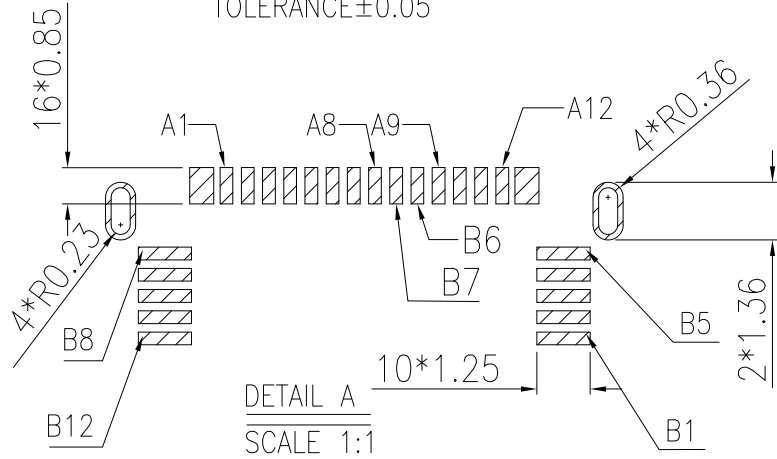 TOLERANCE±0.05
16*0.85
A1
A8
A9
A12
4*R0.36
B6
B7
4*R0.23
B8
B5
2*1.36
10*1.25
DETAIL A
B12
B1
SCALE 1:1